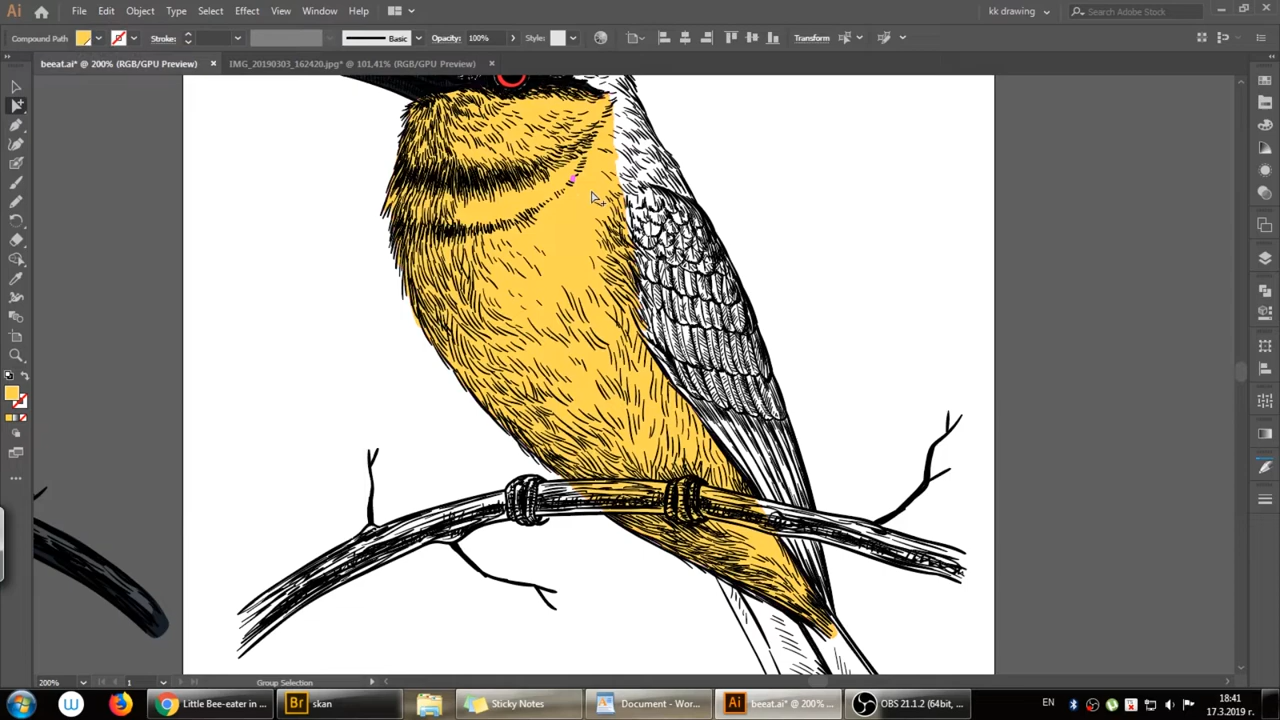 Ai File Edit Object Type Select Effect View Window Help kk drawing Search Adobe Stock
Compound Path Stroke: Basic Opacity: 100% Style: Transform
beeat.ai* @ 200% (RGB/GPU Preview) × IMG_20190303_162420.jpg* @ 101,41% (RGB/GPU Preview) ×
200% 1 Group Selection
W Little Bee-eater in ... Br skan Sticky Notes Document - Wor... Ai beeat.ai* @ 200% ... OBS 21.1.2 (64bit, ... EN 18:41
17.3.2019 г.